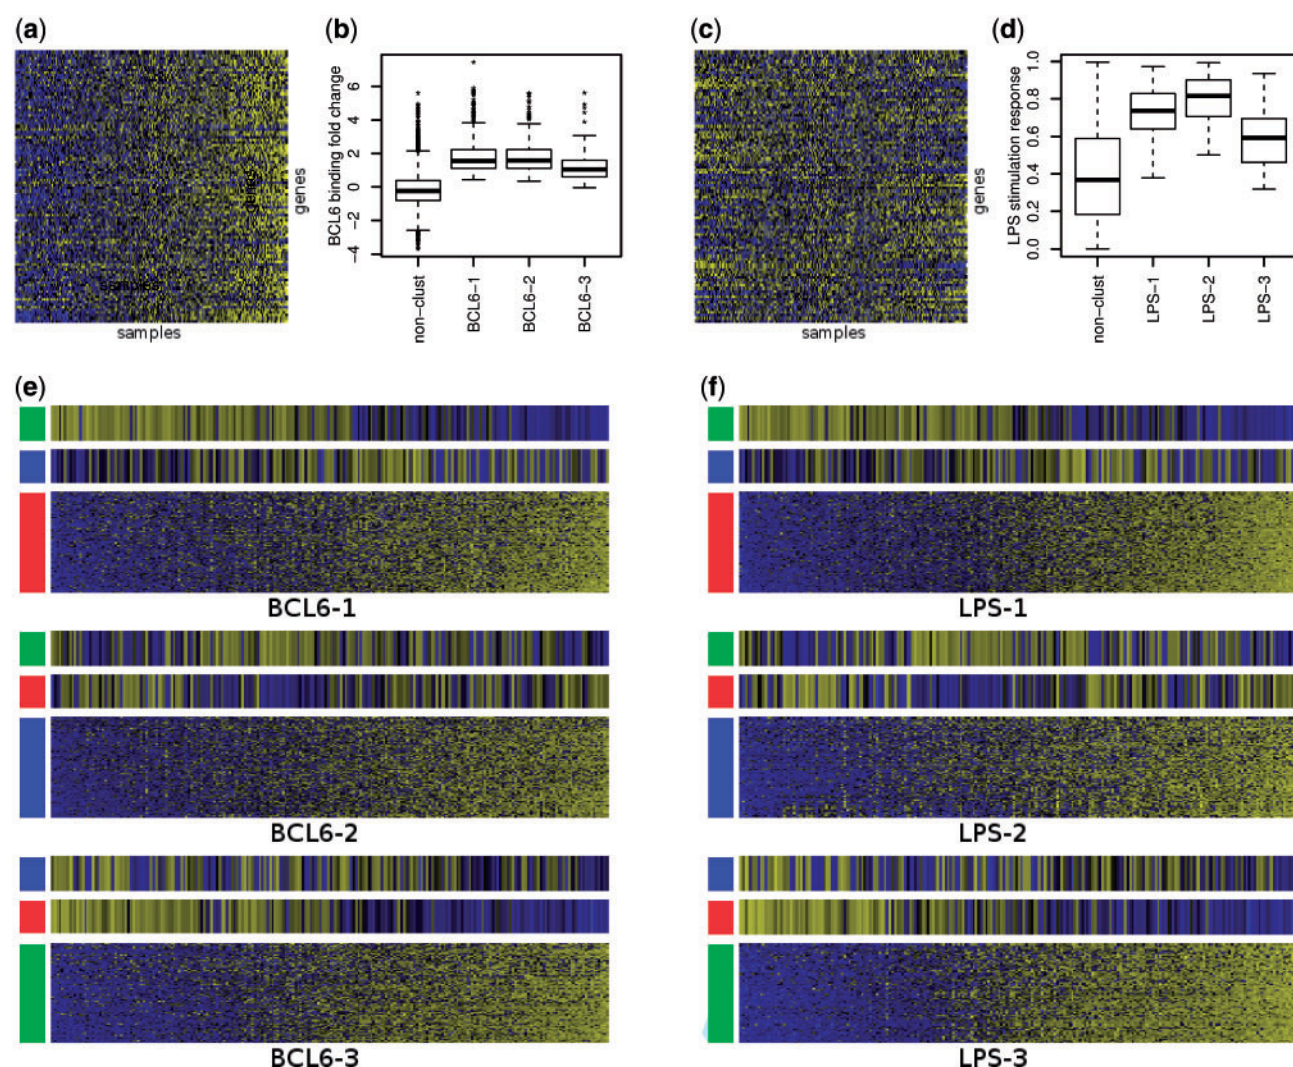 (a)
genes
samples
genes
samples
(b)
BCL6 binding fold change
6
4
2
0
−2
−4
non-clust
BCL6-1
BCL6-2
BCL6-3
(c)
genes
samples
(d)
LPS stimulation response
1.0
0.8
0.6
0.4
0.2
0.0
non-clust
LPS-1
LPS-2
LPS-3
(e)
BCL6-1
BCL6-2
BCL6-3
(f)
LPS-1
LPS-2
LPS-3